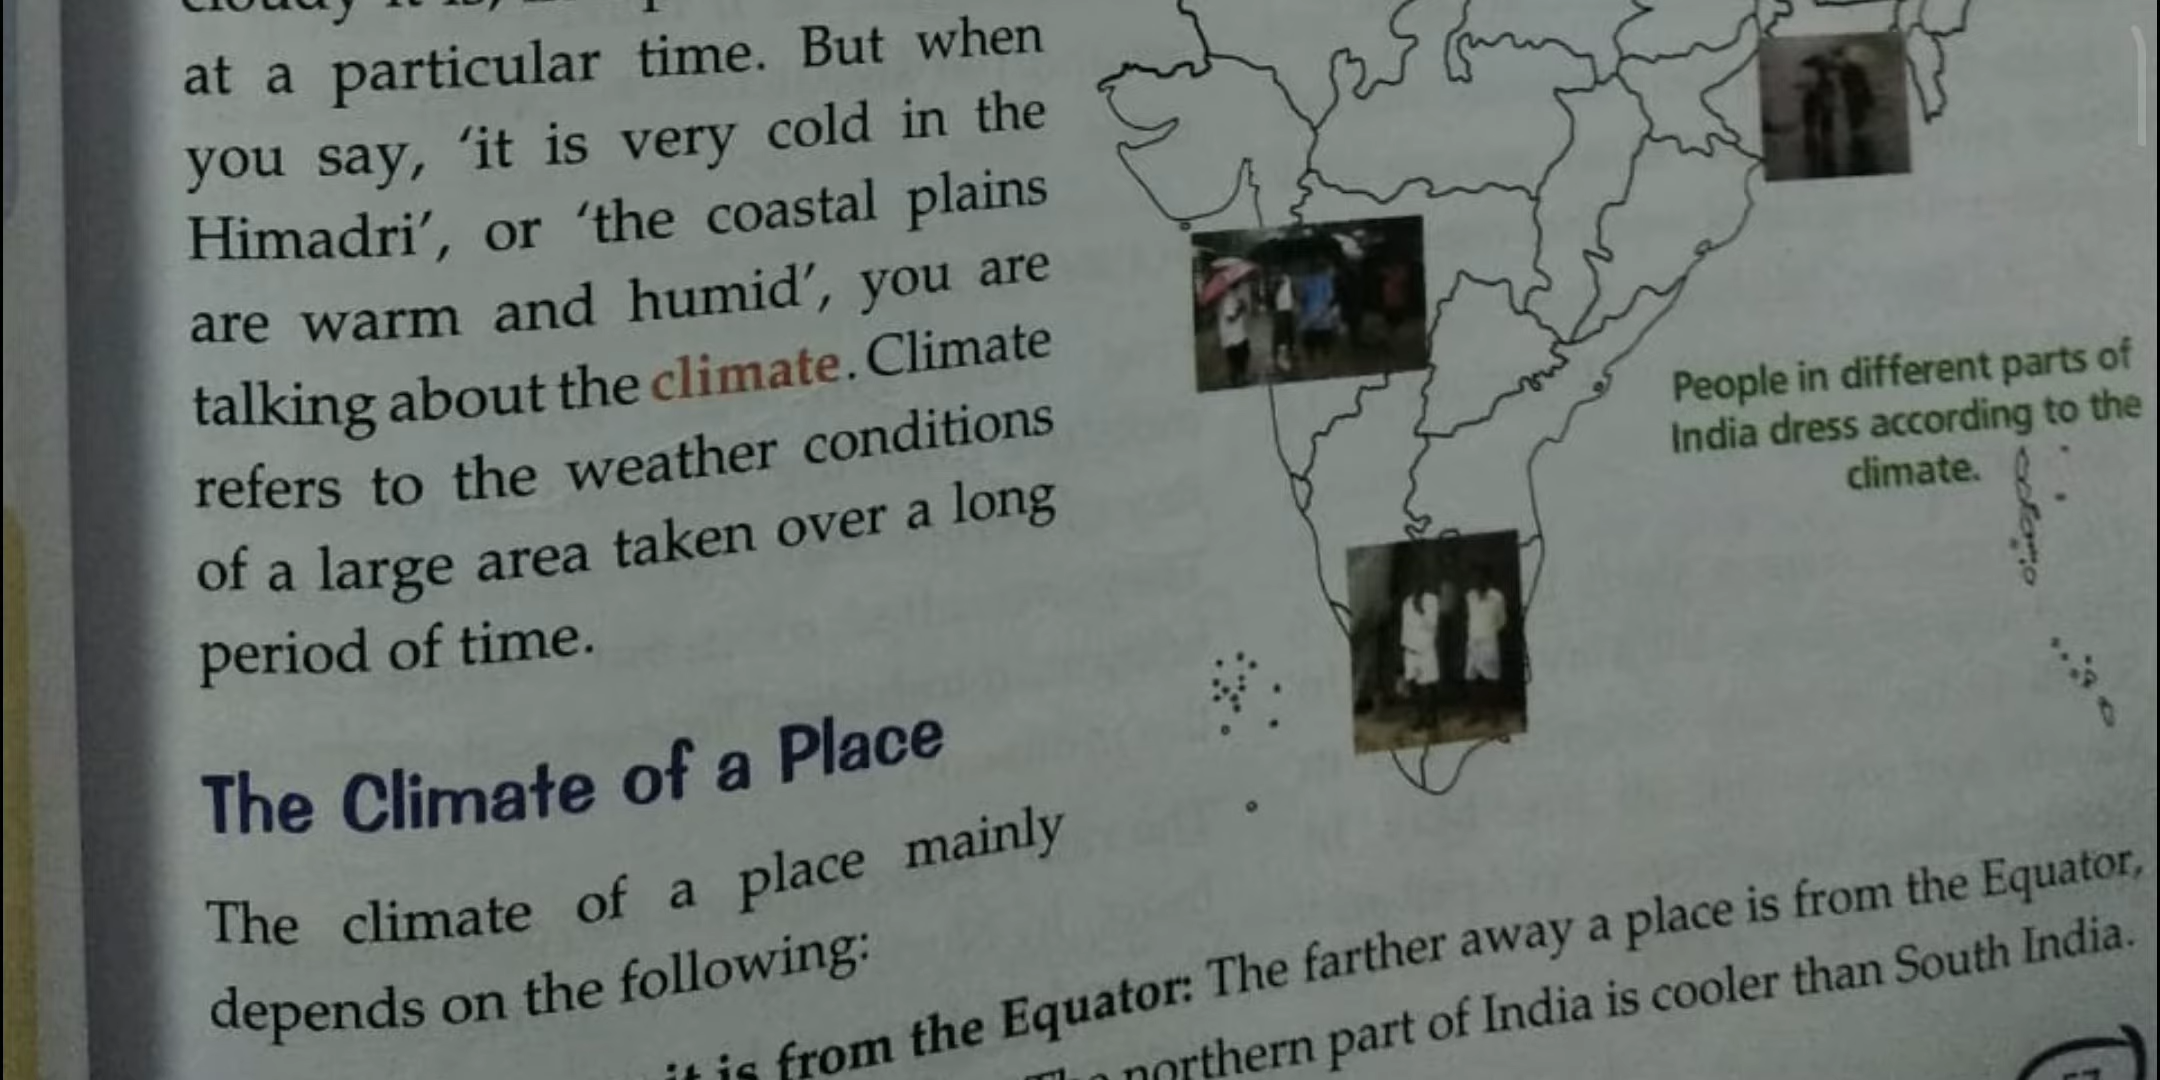 at a particular time. But when
you say, ‘it is very cold in the
Himadri’, or ‘the coastal plains
are warm and humid’, you are
talking about the climate. Climate
refers to the weather conditions
of a large area taken over a long
period of time.
People in different parts of
India dress according to the
climate.
The Climate of a Place
The climate of a place mainly
depends on the following:
it is from the Equator: The farther away a place is from the Equator,
northern part of India is cooler than South India.